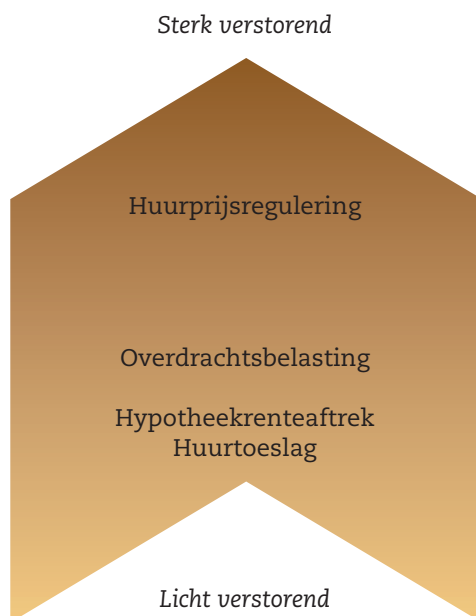 Sterk verstorend
Huurprijsregulering
Overdrachtsbelasting
Hypotheekrenteaftrek
Huurtoeslag
Licht verstorend